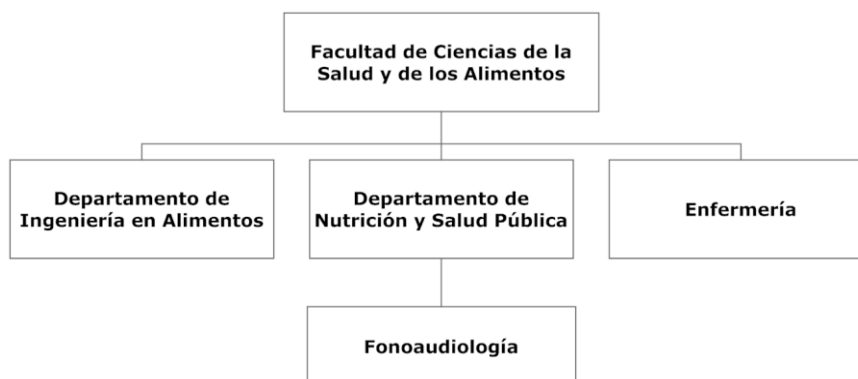 Facultad de Ciencias de la
Salud y de los Alimentos
Departamento de
Ingeniería en Alimentos
Departamento de
Nutrición y Salud Pública
Enfermería
Fonoaudiología